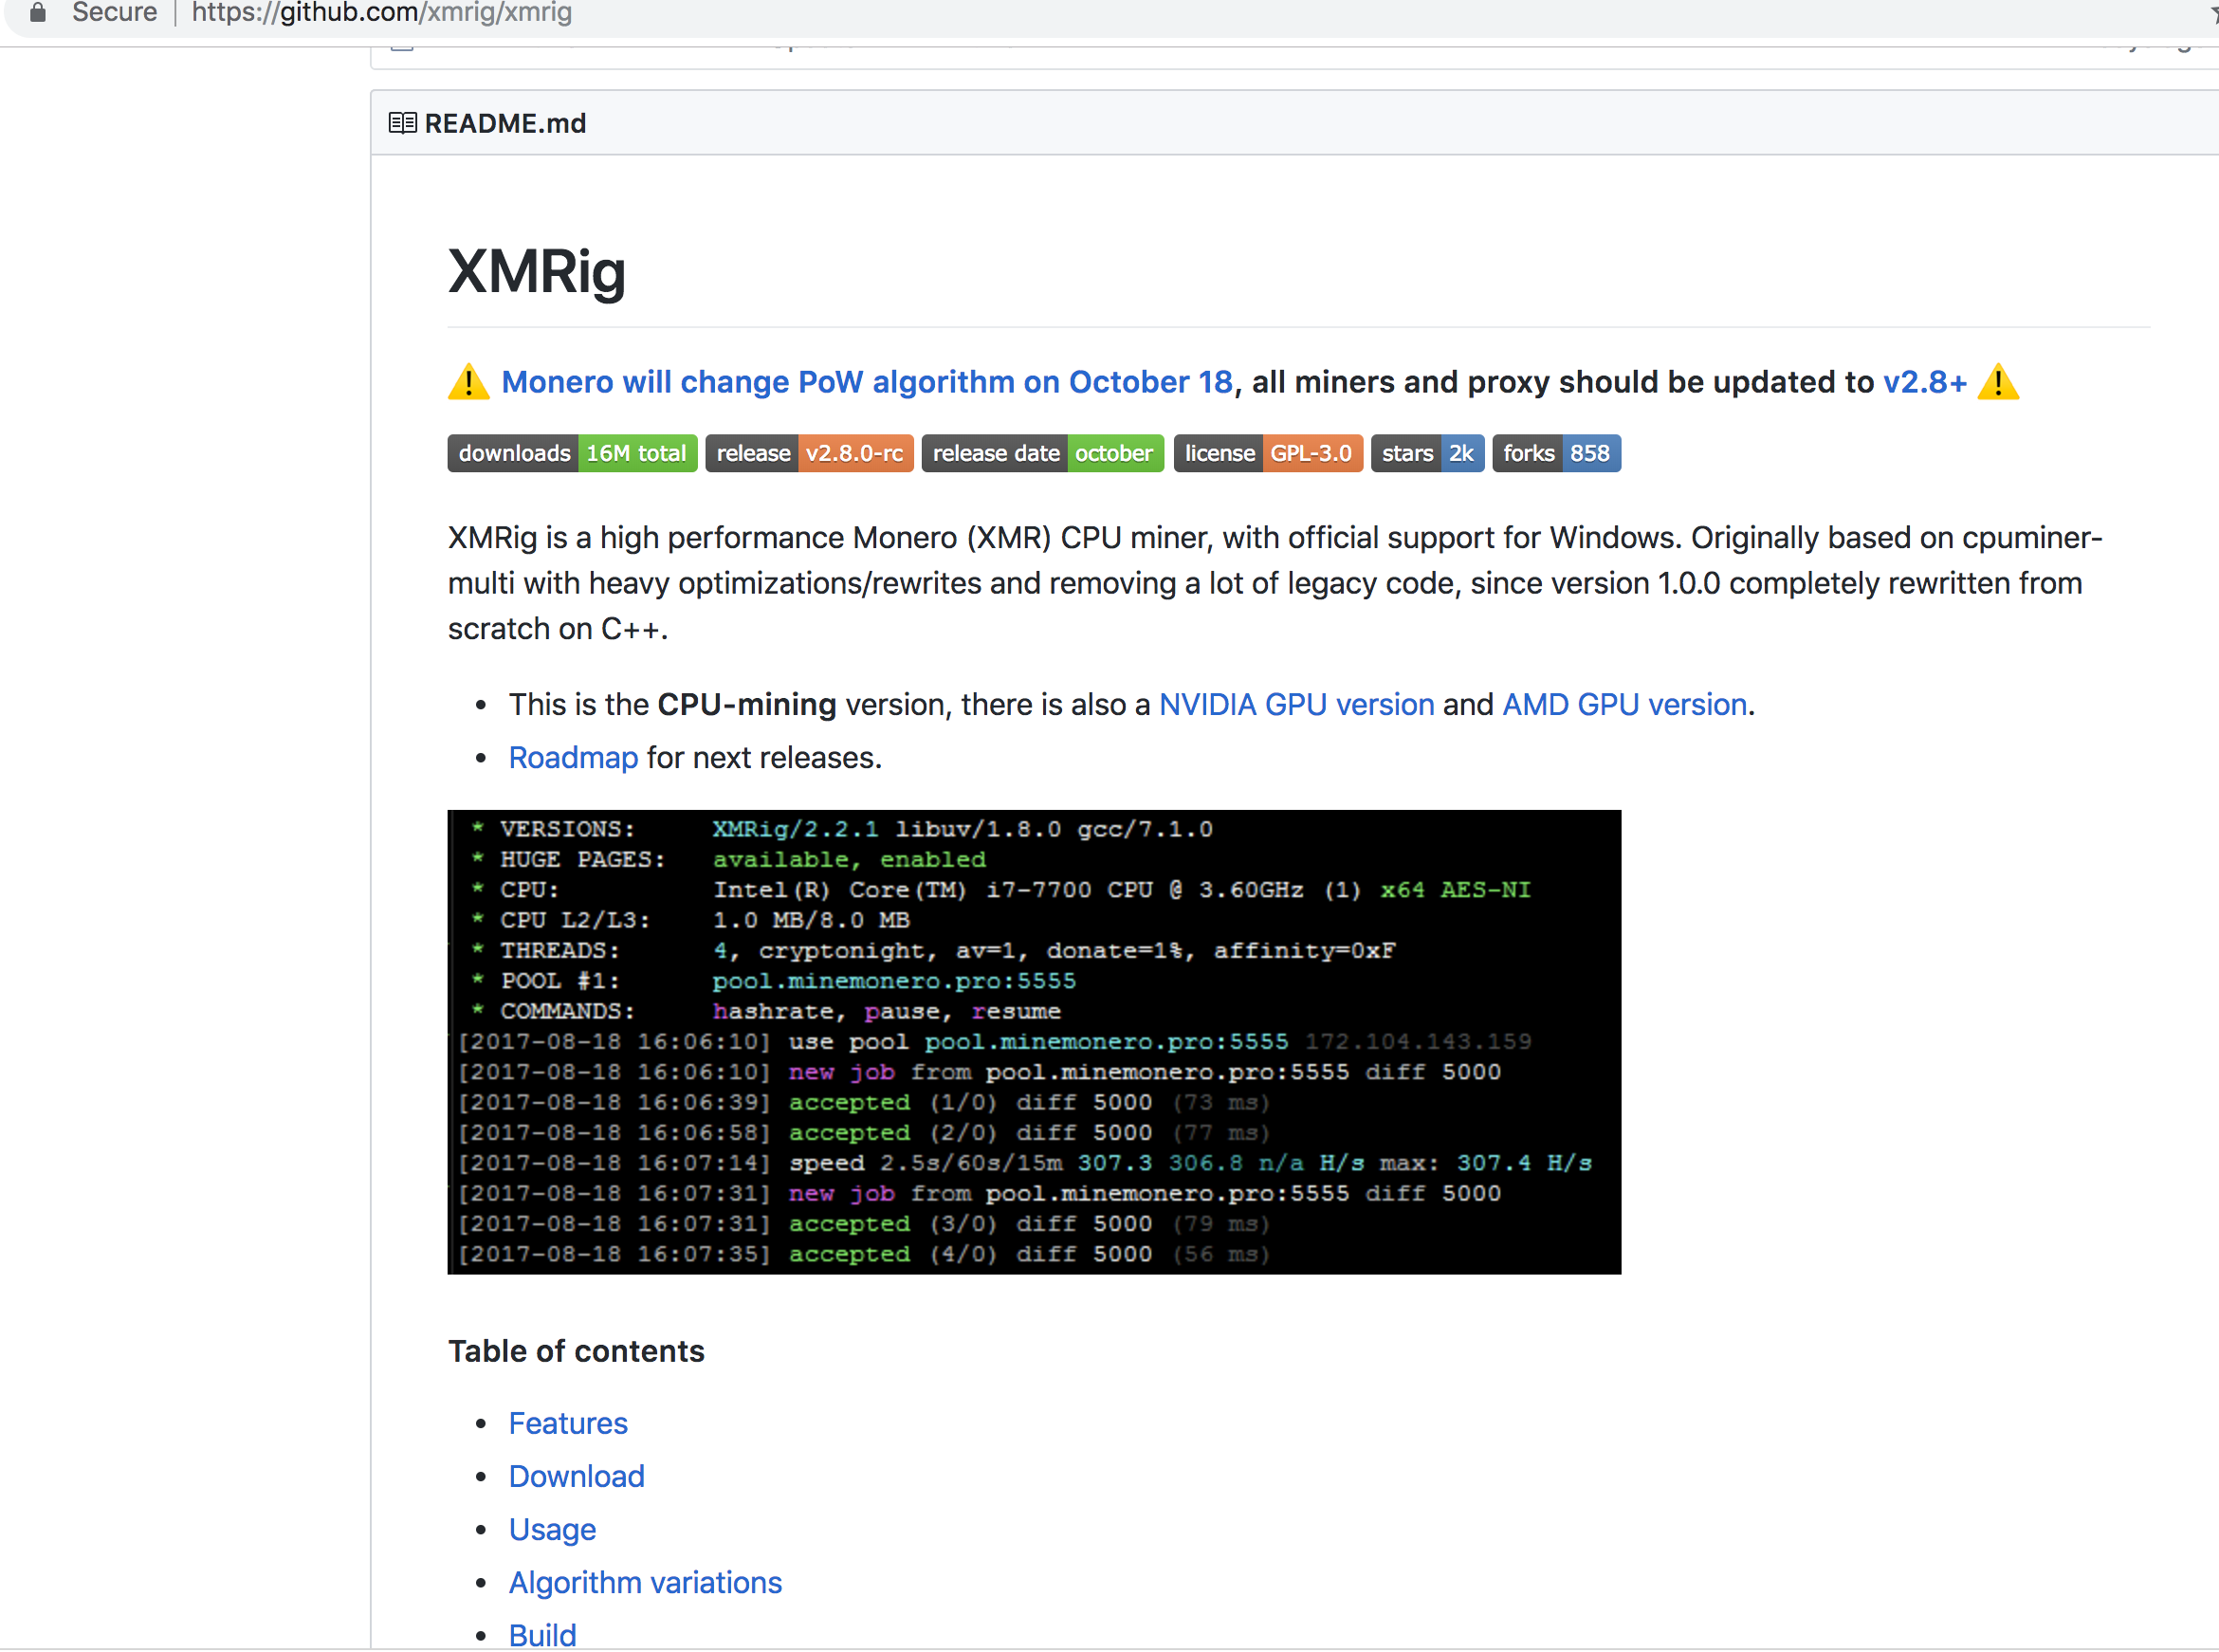 Secure | https://github.com/xmrig/xmrig
README.md
XMRig
Monero will change PoW algorithm on October 18, all miners and proxy should be updated to v2.8+
downloads 16M total release v2.8.0-rc release date october license GPL-3.0 stars 2k forks 858
XMRig is a high performance Monero (XMR) CPU miner, with official support for Windows. Originally based on cpuminer-
multi with heavy optimizations/rewrites and removing a lot of legacy code, since version 1.0.0 completely rewritten from
scratch on C++.
• This is the CPU-mining version, there is also a NVIDIA GPU version and AMD GPU version.
• Roadmap for next releases.
* VERSIONS: XMRig/2.2.1 libuv/1.8.0 gcc/7.1.0
* HUGE PAGES: available, enabled
* CPU: Intel(R) Core(TM) i7-7700 CPU @ 3.60GHz (1) x64 AES-NI
* CPU L2/L3: 1.0 MB/8.0 MB
* THREADS: 4, cryptonight, av=1, donate=1%, affinity=0xF
* POOL #1: pool.minemonero.pro:5555
* COMMANDS: hashrate, pause, resume
[2017-08-18 16:06:10] use pool pool.minemonero.pro:5555 172.104.143.159
[2017-08-18 16:06:10] new job from pool.minemonero.pro:5555 diff 5000
[2017-08-18 16:06:39] accepted (1/0) diff 5000 (73 ms)
[2017-08-18 16:06:58] accepted (2/0) diff 5000 (77 ms)
[2017-08-18 16:07:14] speed 2.5s/60s/15m 307.3 306.8 n/a H/s max: 307.4 H/s
[2017-08-18 16:07:31] new job from pool.minemonero.pro:5555 diff 5000
[2017-08-18 16:07:31] accepted (3/0) diff 5000 (79 ms)
[2017-08-18 16:07:35] accepted (4/0) diff 5000 (56 ms)
Table of contents
• Features
• Download
• Usage
• Algorithm variations
• Build